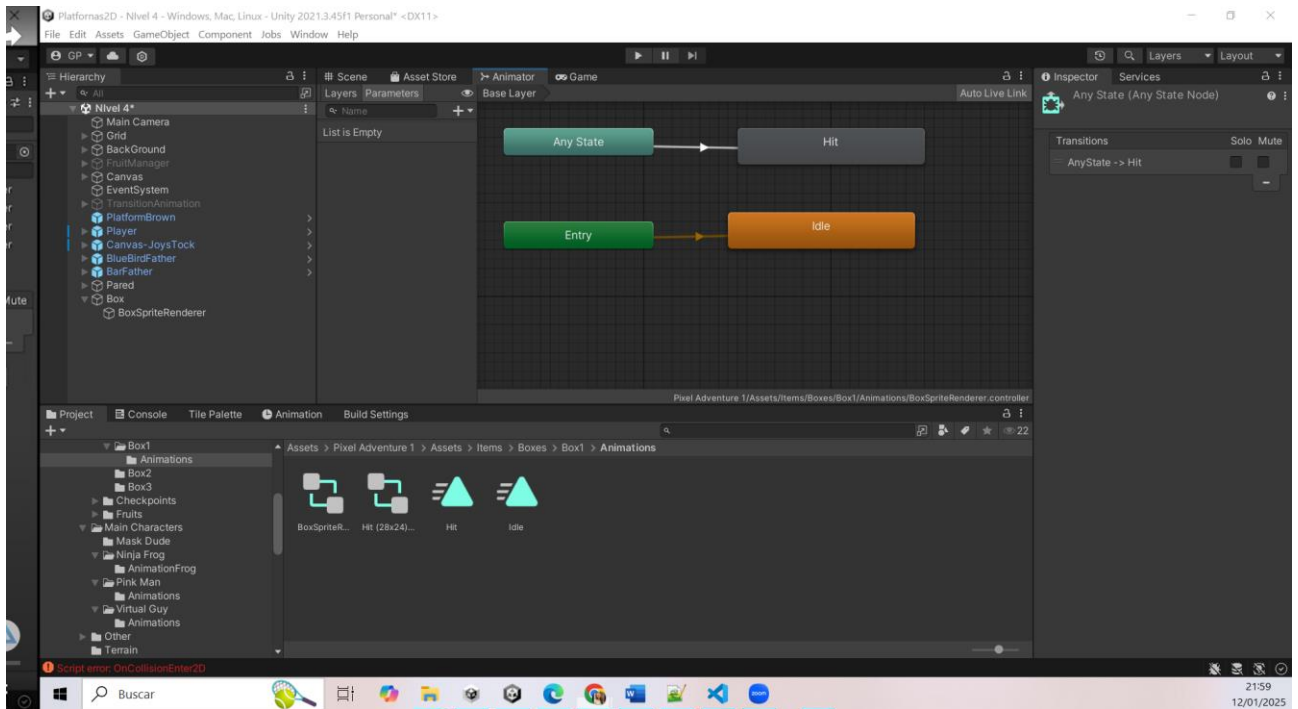 Platfornas2D - NIvel 4 - Windows, Mac, Linux - Unity 2021.3.45f1 Personal* <DX11>
File Edit Assets GameObject Component Jobs Window Help
GP
Layers
Layout
Hierarchy
All
NIvel 4*
Main Camera
Grid
BackGround
FruitManager
Canvas
EventSystem
TransitionAnimation
PlatformBrown
Player
Canvas-JoysTock
BlueBirdFather
BarFather
Pared
Box
BoxSpriteRenderer
Scene Asset Store Animator Game
Layers Parameters
Base Layer
Auto Live Link
Name
List is Empty
Any State
Hit
Entry
Idle
Pixel Adventure 1/Assets/Items/Boxes/Box1/Animations/BoxSpriteRenderer.controller
Inspector Services
Any State (Any State Node)
Transitions Solo Mute
AnyState -> Hit
Mute
Project Console Tile Palette Animation Build Settings
22
Box1
Animations
Box2
Box3
Checkpoints
Fruits
Main Characters
Mask Dude
Ninja Frog
AnimationFrog
Pink Man
Animations
Virtual Guy
Animations
Other
Terrain
Assets > Pixel Adventure 1 > Assets > Items > Boxes > Box1 > Animations
BoxSpriteR... Hit (28x24)... Hit Idle
Script error: OnCollisionEnter2D
Buscar
zoom
21:59
12/01/2025